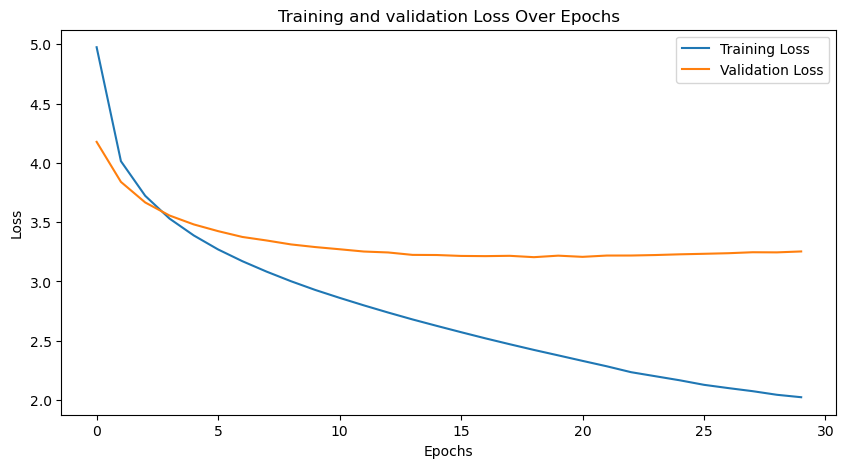 Training and validation Loss Over Epochs
Training Loss
Validation Loss
Loss
5.0
4.5
4.0
3.5
3.0
2.5
2.0
0 5 10 15 20 25 30
Epochs